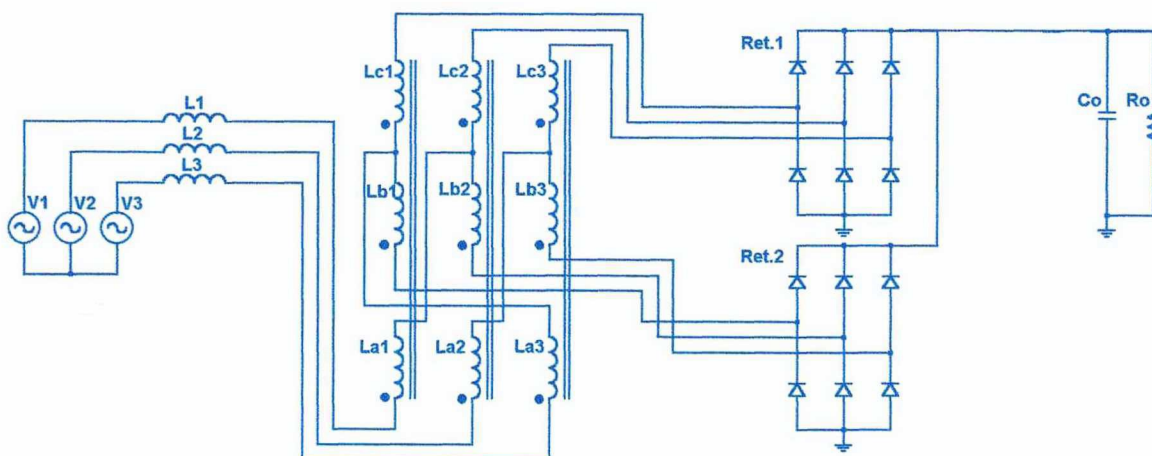 Ret.1
Lc1 Lc2 Lc3
Co Ro
L1
L2
L3
Lb1 Lb2 Lb3
V1 V2 V3
Ret.2
La1 La2 La3